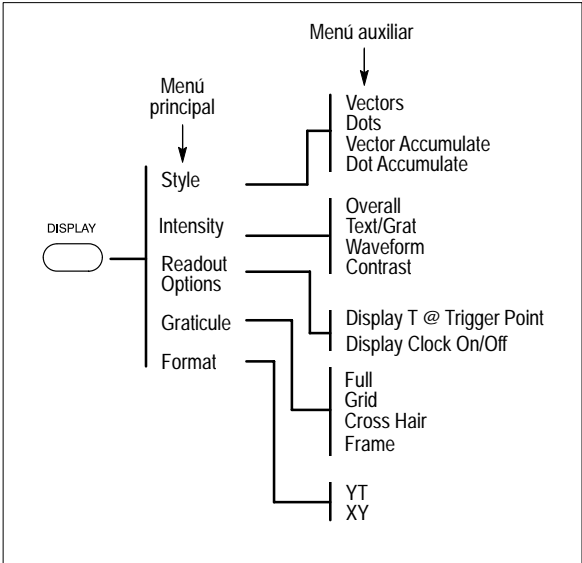 Menú auxiliar
Menú
principal
DISPLAY
Style
Intensity
Readout
Options
Graticule
Format
Vectors
Dots
Vector Accumulate
Dot Accumulate
Overall
Text/Grat
Waveform
Contrast
Display T @ Trigger Point
Display Clock On/Off
Full
Grid
Cross Hair
Frame
YT
XY